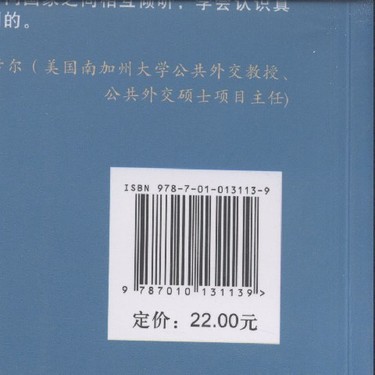 国家之间相互倾听，学会认识真
的。
尔（美国南加州大学公共外交教授、
公共外交硕士项目主任)
ISBN 978-7-01-013113-9
9 787010 131139>
定价：22.00元